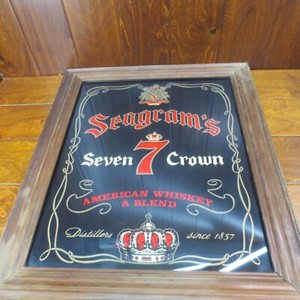 Seagram's
Seven 7 Crown
AMERICAN WHISKEY
A BLEND
Distillers since 1857